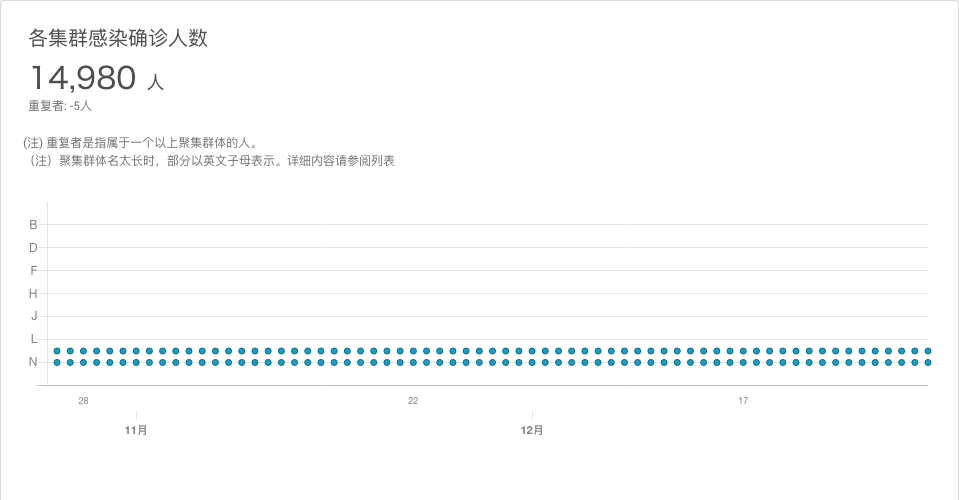 各集群感染确诊人数
14,980 人
重复者: -5人
(注) 重复者是指属于一个以上聚集群体的人。
（注）聚集群体名太长时，部分以英文子母表示。详细内容请参阅列表
B
D
F
H
J
L
N
28 22 17
11月 12月